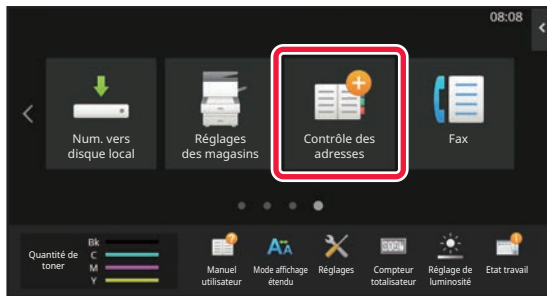 08:08
Num. vers
disque local
Réglages
des magasins
Contrôle des
adresses
Fax
Quantité de
toner
Bk
C
M
Y
Manuel
utilisateur
Mode affichage
étendu
Réglages
Compteur
totalisateur
Réglage de
luminosité
Etat travail